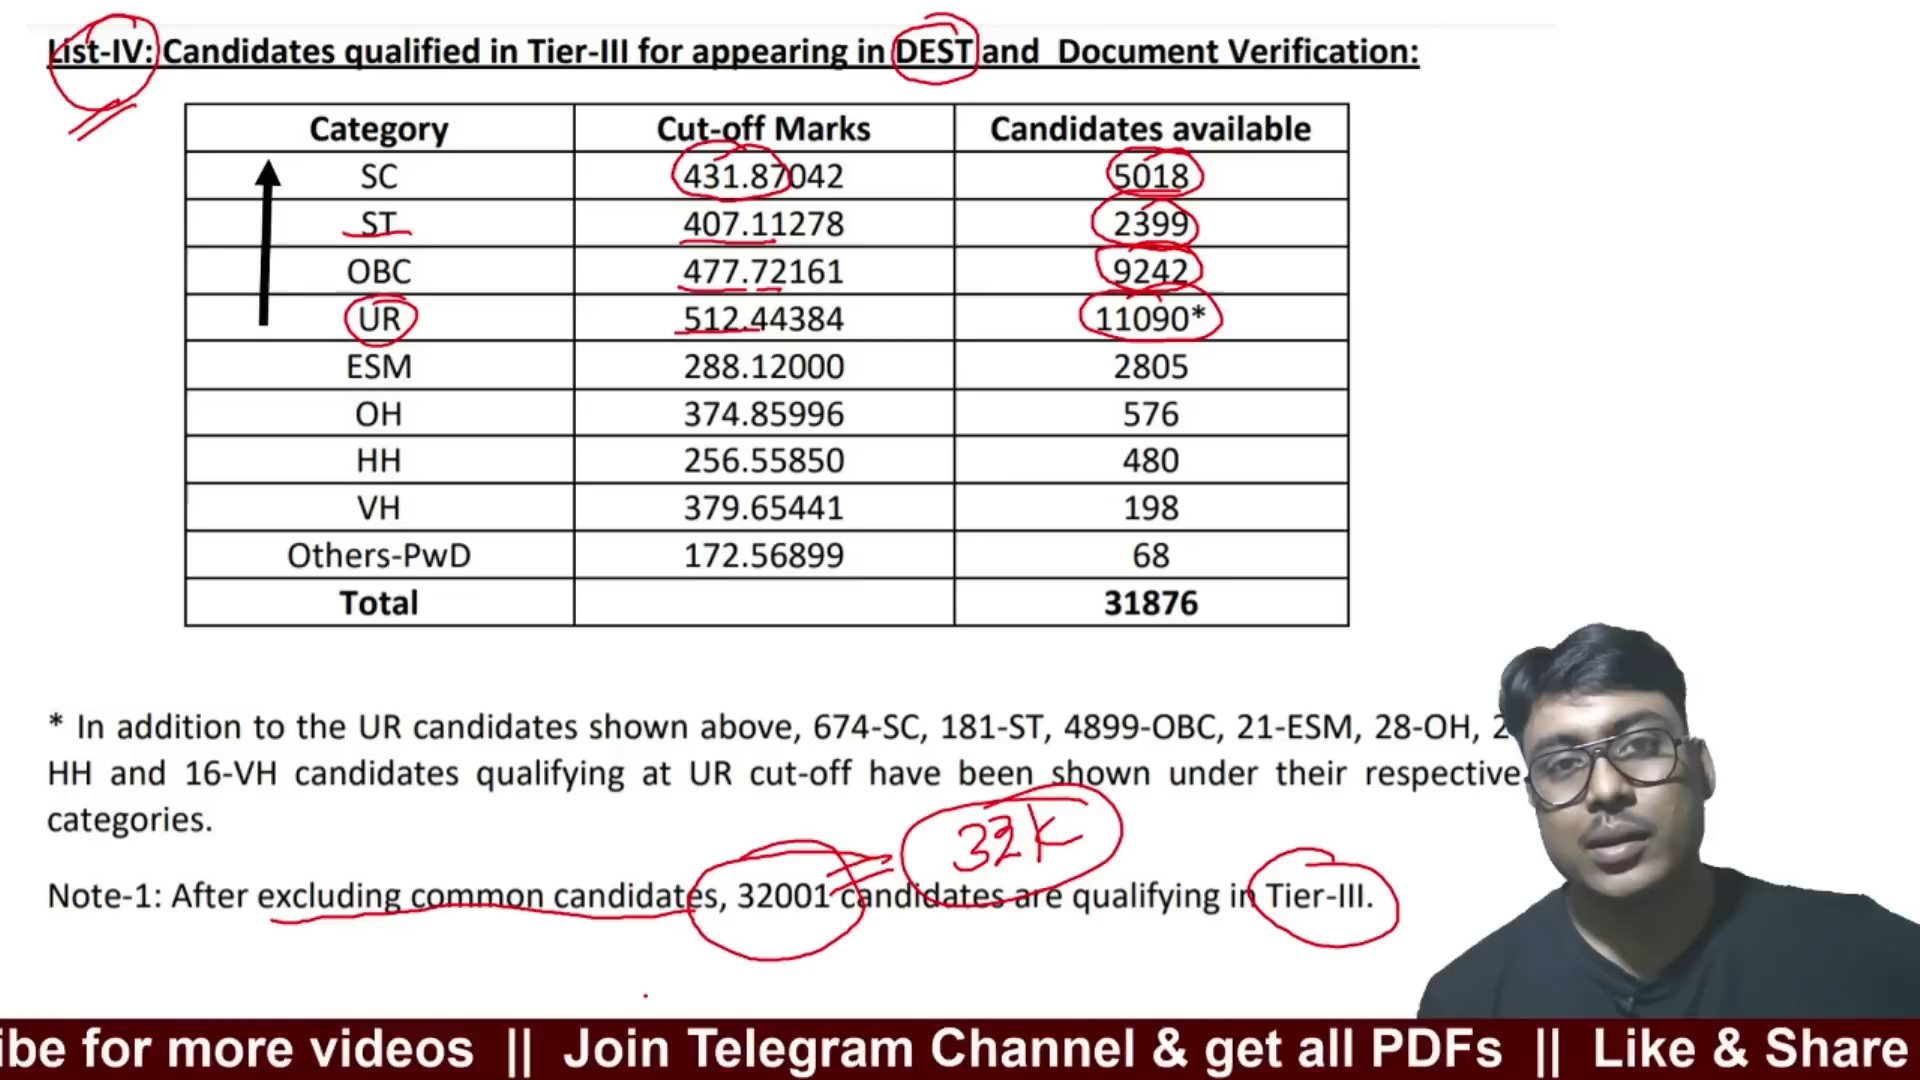 List-IV: Candidates qualified in Tier-III for appearing in DEST and Document Verification:
Category Cut-off Marks Candidates available
SC 431.87042 5018
ST 407.11278 2399
OBC 477.72161 9242
UR 512.44384 11090*
ESM 288.12000 2805
OH 374.85996 576
HH 256.55850 480
VH 379.65441 198
Others-PwD 172.56899 68
Total 31876
* In addition to the UR candidates shown above, 674-SC, 181-ST, 4899-OBC, 21-ESM, 28-OH,
HH and 16-VH candidates qualifying at UR cut-off have been shown under their respective
categories.
32K
Note-1: After excluding common candidates, 32001 candidates are qualifying in Tier-III.
ibe for more videos || Join Telegram Channel & get all PDFs || Like & Share